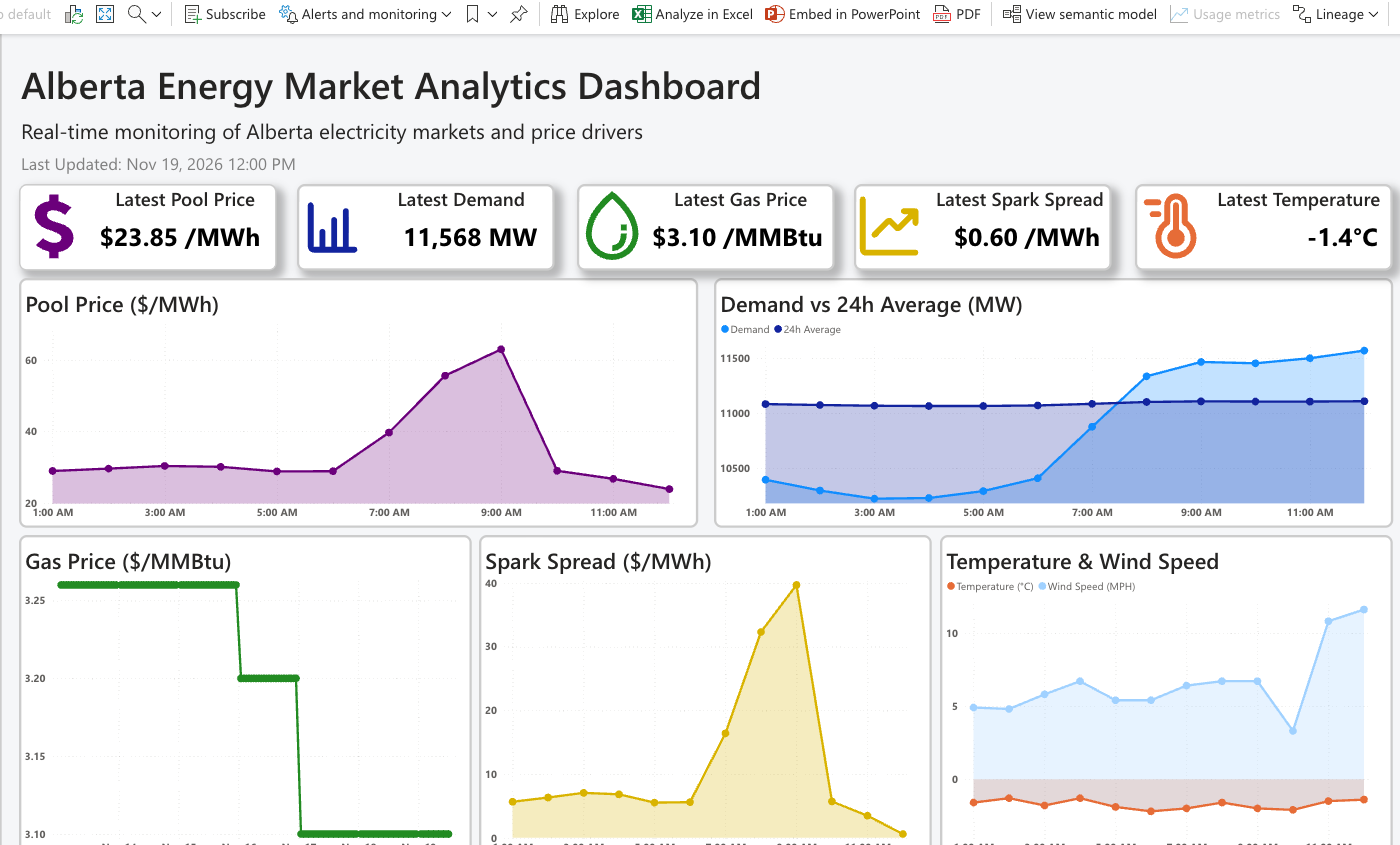 default Subscribe Alerts and monitoring Explore Analyze in Excel Embed in PowerPoint PDF View semantic model Usage metrics Lineage
Alberta Energy Market Analytics Dashboard
Real-time monitoring of Alberta electricity markets and price drivers
Last Updated: Nov 19, 2026 12:00 PM
Latest Pool Price
$23.85 /MWh
Latest Demand
11,568 MW
Latest Gas Price
$3.10 /MMBtu
Latest Spark Spread
$0.60 /MWh
Latest Temperature
-1.4°C
Pool Price ($/MWh)
60
40
20
1:00 AM 3:00 AM 5:00 AM 7:00 AM 9:00 AM 11:00 AM
Demand vs 24h Average (MW)
Demand 24h Average
11500
11000
10500
1:00 AM 3:00 AM 5:00 AM 7:00 AM 9:00 AM 11:00 AM
Gas Price ($/MMBtu)
3.25
3.20
3.15
3.10
Spark Spread ($/MWh)
40
30
20
10
0
Temperature & Wind Speed
Temperature (°C) Wind Speed (MPH)
10
5
0